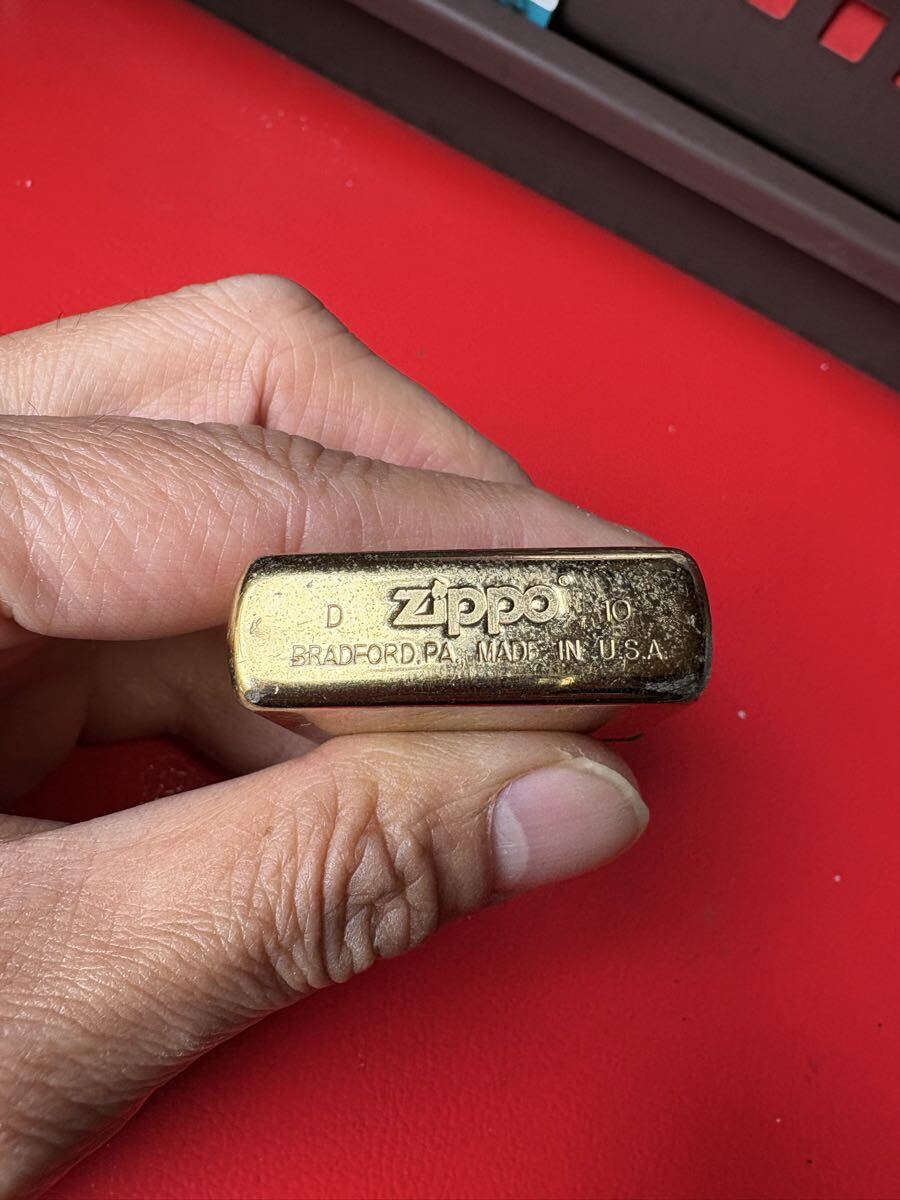 D zippo® 10
BRADFORD, PA. MADE IN U.S.A.